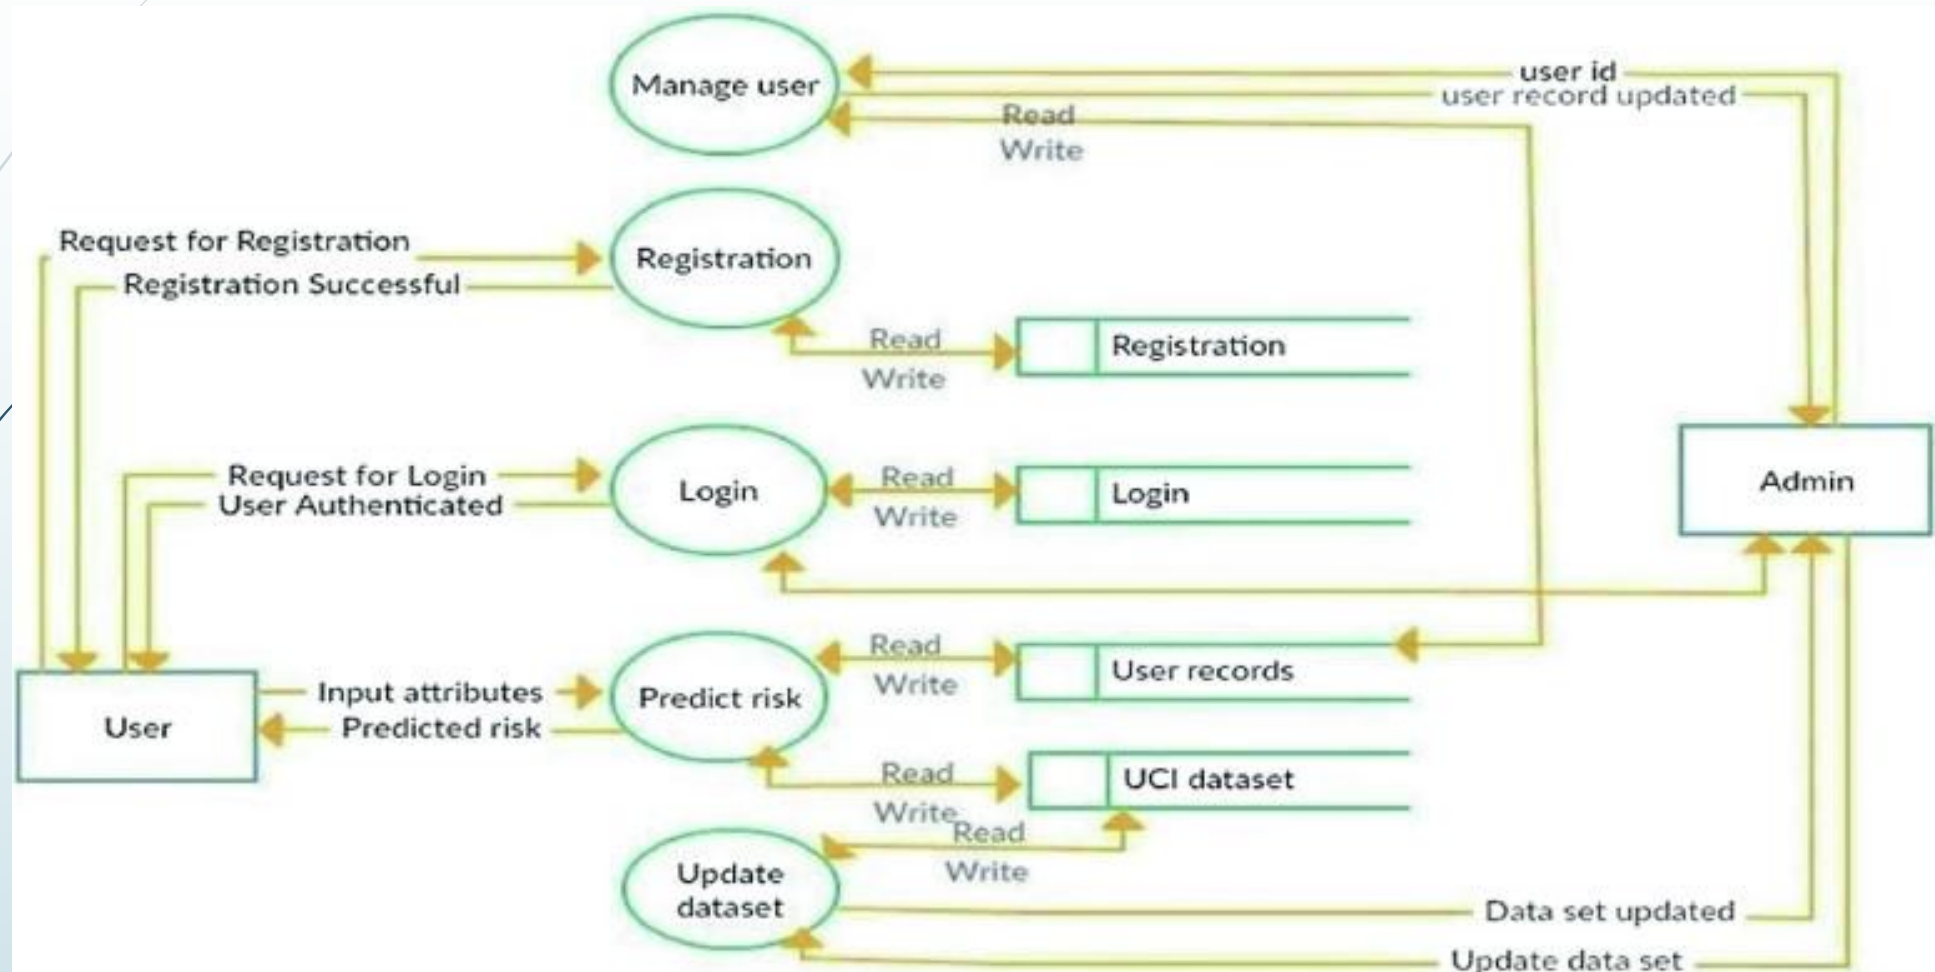 Manage user
user id
user record updated
Read
Write
Request for Registration
Registration
Registration Successful
Read
Write
Registration
Request for Login
User Authenticated
Login
Read
Write
Login
Admin
User
Input attributes
Predicted risk
Predict risk
Read
Write
User records
Read
Write
UCI dataset
Read
Write
Update
dataset
Data set updated
Update data set